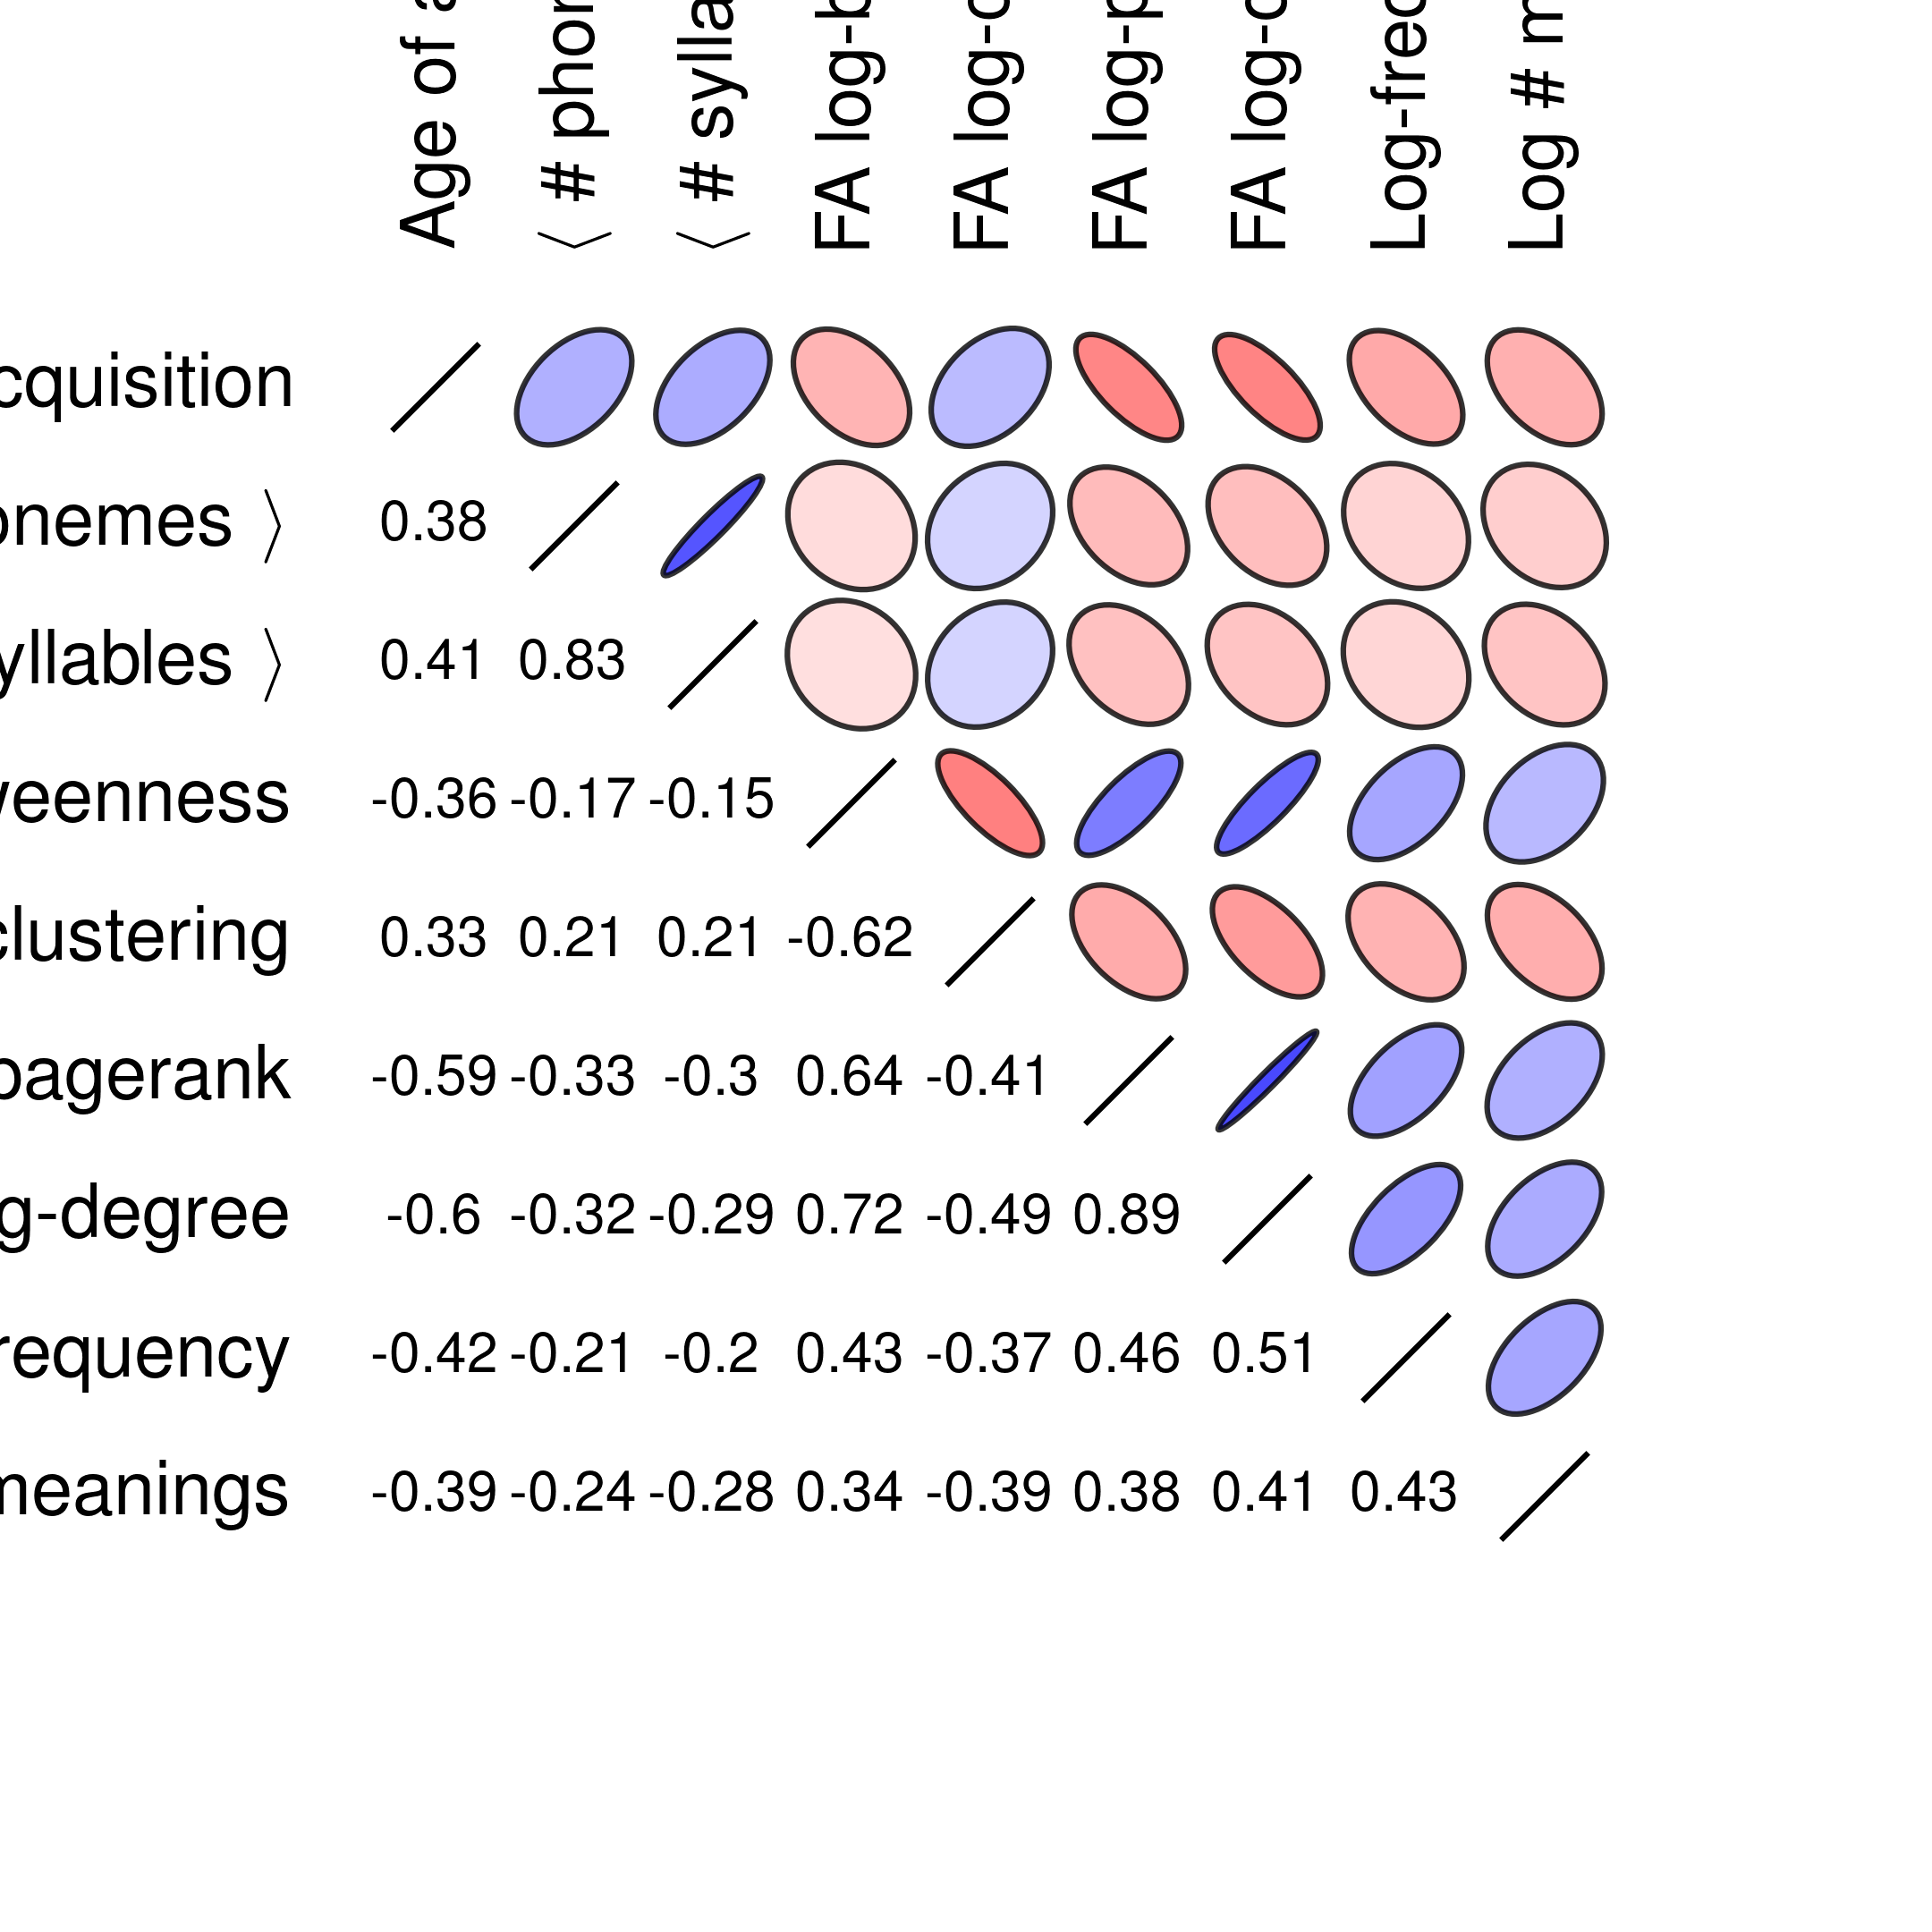 Age of a
⟨ # phon
⟨ # sylla
FA log-b
FA log-c
FA log-p
FA log-d
Log-freq
Log # m
cquisition
onemes ⟩ 0.38
yllables ⟩ 0.41 0.83
weenness -0.36 -0.17 -0.15
clustering 0.33 0.21 0.21 -0.62
pagerank -0.59 -0.33 -0.3 0.64 -0.41
g-degree -0.6 -0.32 -0.29 0.72 -0.49 0.89
requency -0.42 -0.21 -0.2 0.43 -0.37 0.46 0.51
meanings -0.39 -0.24 -0.28 0.34 -0.39 0.38 0.41 0.43